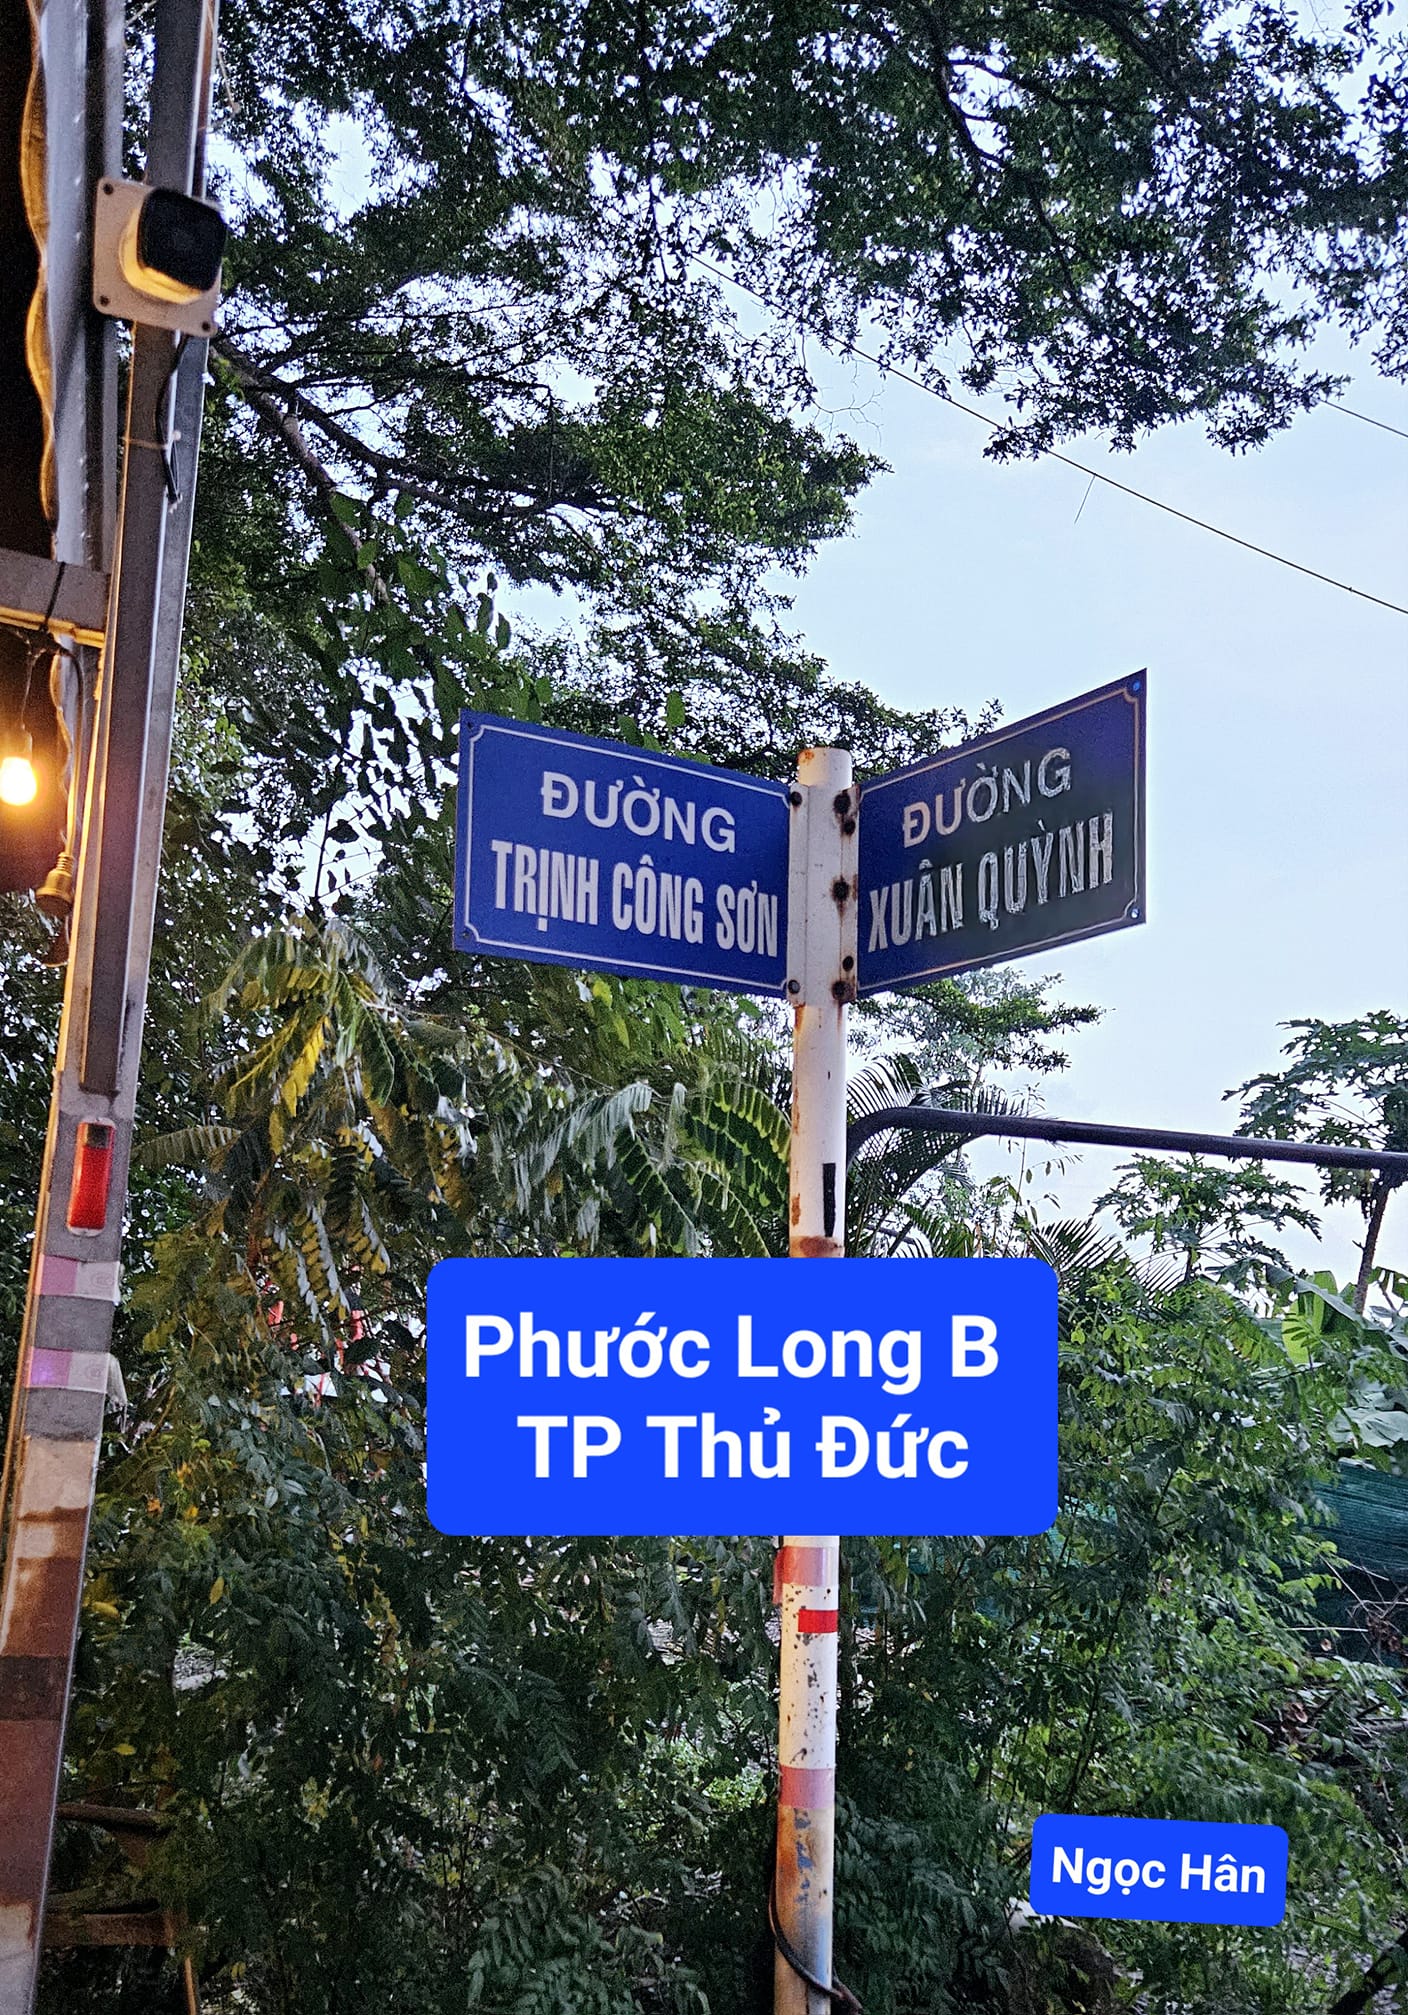 ĐƯỜNG
TRỊNH CÔNG SƠN
ĐƯỜNG
XUÂN QUỲNH
Phước Long B
TP Thủ Đức
Ngọc Hân